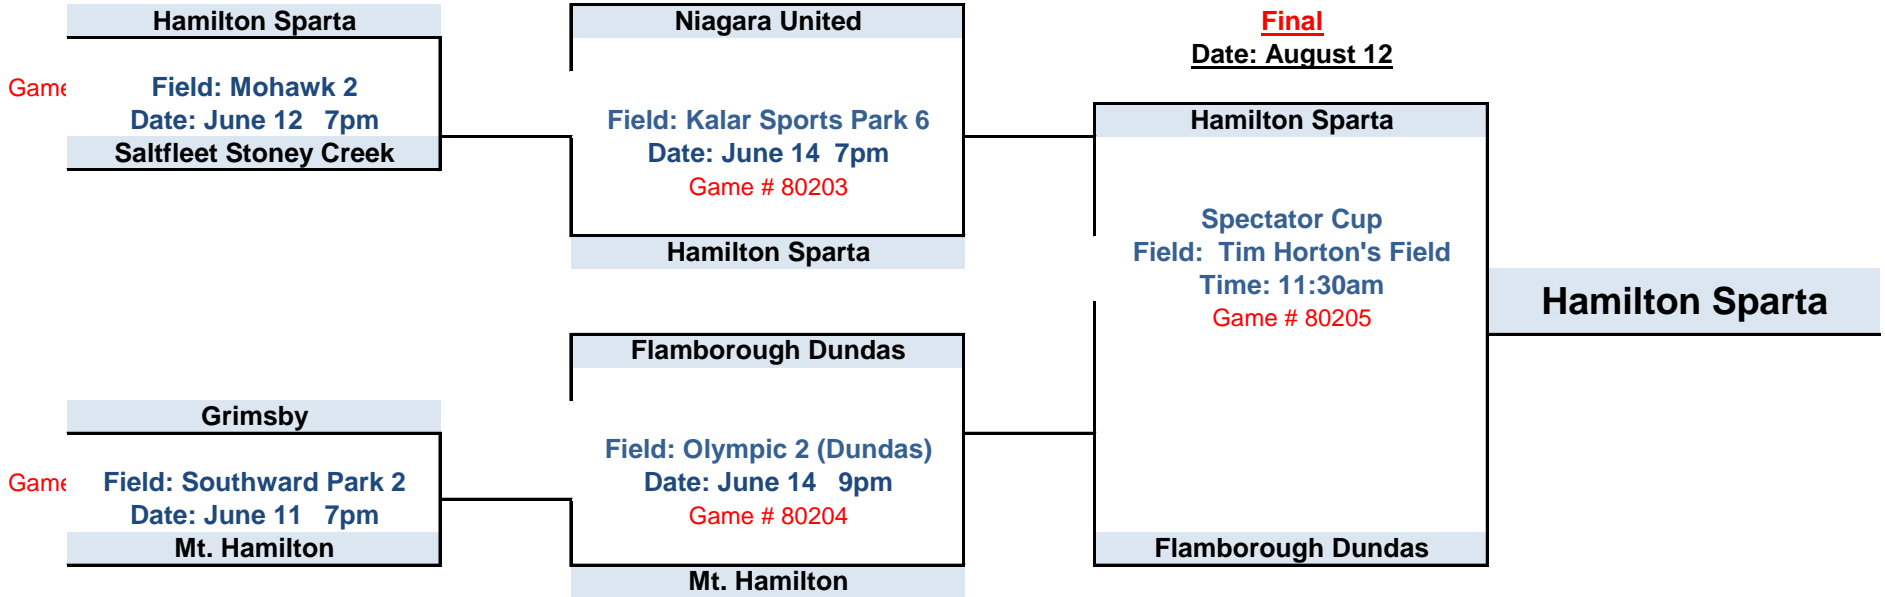 Hamilton Sparta
Game
Field: Mohawk 2
Date: June 12 7pm
Saltfleet Stoney Creek
Grimsby
Game
Field: Southward Park 2
Date: June 11 7pm
Mt. Hamilton
Niagara United
Field: Kalar Sports Park 6
Date: June 14 7pm
Game # 80203
Hamilton Sparta
Flamborough Dundas
Field: Olympic 2 (Dundas)
Date: June 14 9pm
Game # 80204
Mt. Hamilton
Final
Date: August 12
Hamilton Sparta
Spectator Cup
Field: Tim Horton's Field
Time: 11:30am
Game # 80205
Flamborough Dundas
Hamilton Sparta